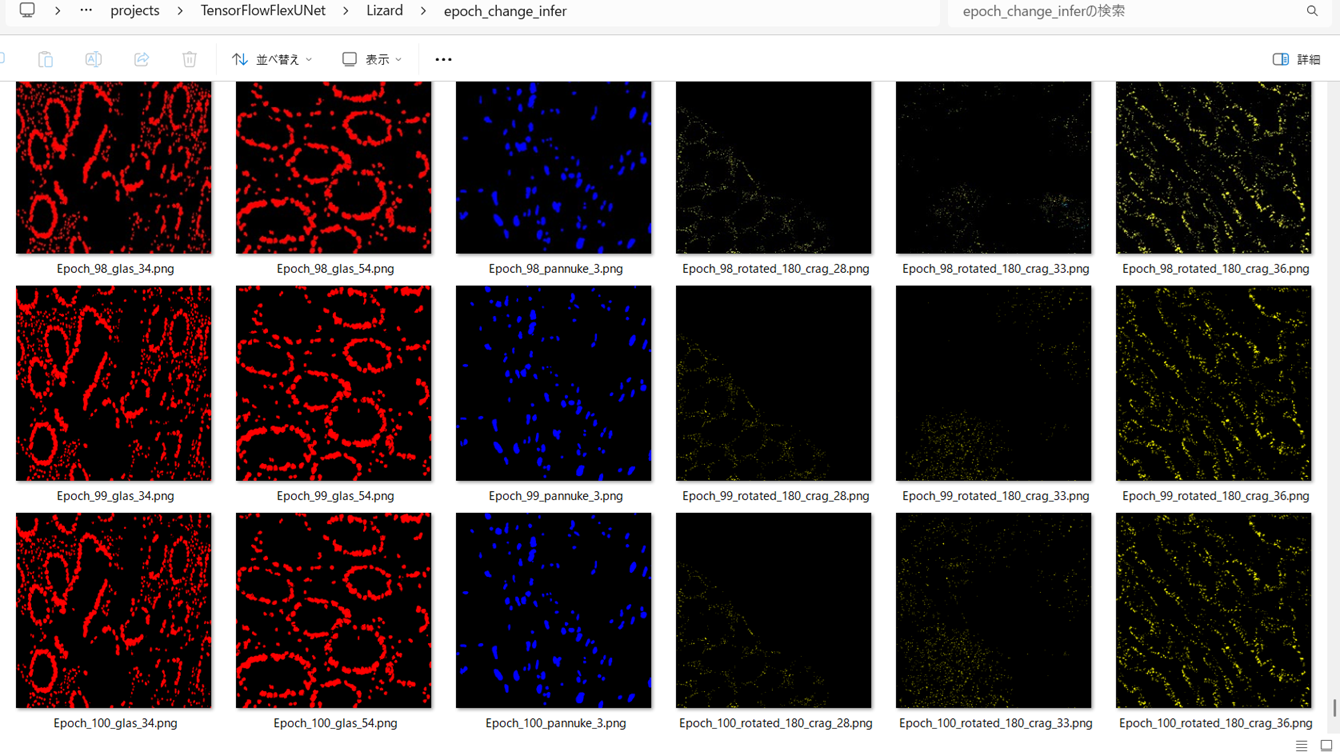 projects > TensorFlowFlexUNet > Lizard > epoch_change_infer
epoch_change_inferの検索
並べ替え
表示
詳細
Epoch_98_glas_34.png
Epoch_98_glas_54.png
Epoch_98_pannuke_3.png
Epoch_98_rotated_180_crag_28.png
Epoch_98_rotated_180_crag_33.png
Epoch_98_rotated_180_crag_36.png
Epoch_99_glas_34.png
Epoch_99_glas_54.png
Epoch_99_pannuke_3.png
Epoch_99_rotated_180_crag_28.png
Epoch_99_rotated_180_crag_33.png
Epoch_99_rotated_180_crag_36.png
Epoch_100_glas_34.png
Epoch_100_glas_54.png
Epoch_100_pannuke_3.png
Epoch_100_rotated_180_crag_28.png
Epoch_100_rotated_180_crag_33.png
Epoch_100_rotated_180_crag_36.png